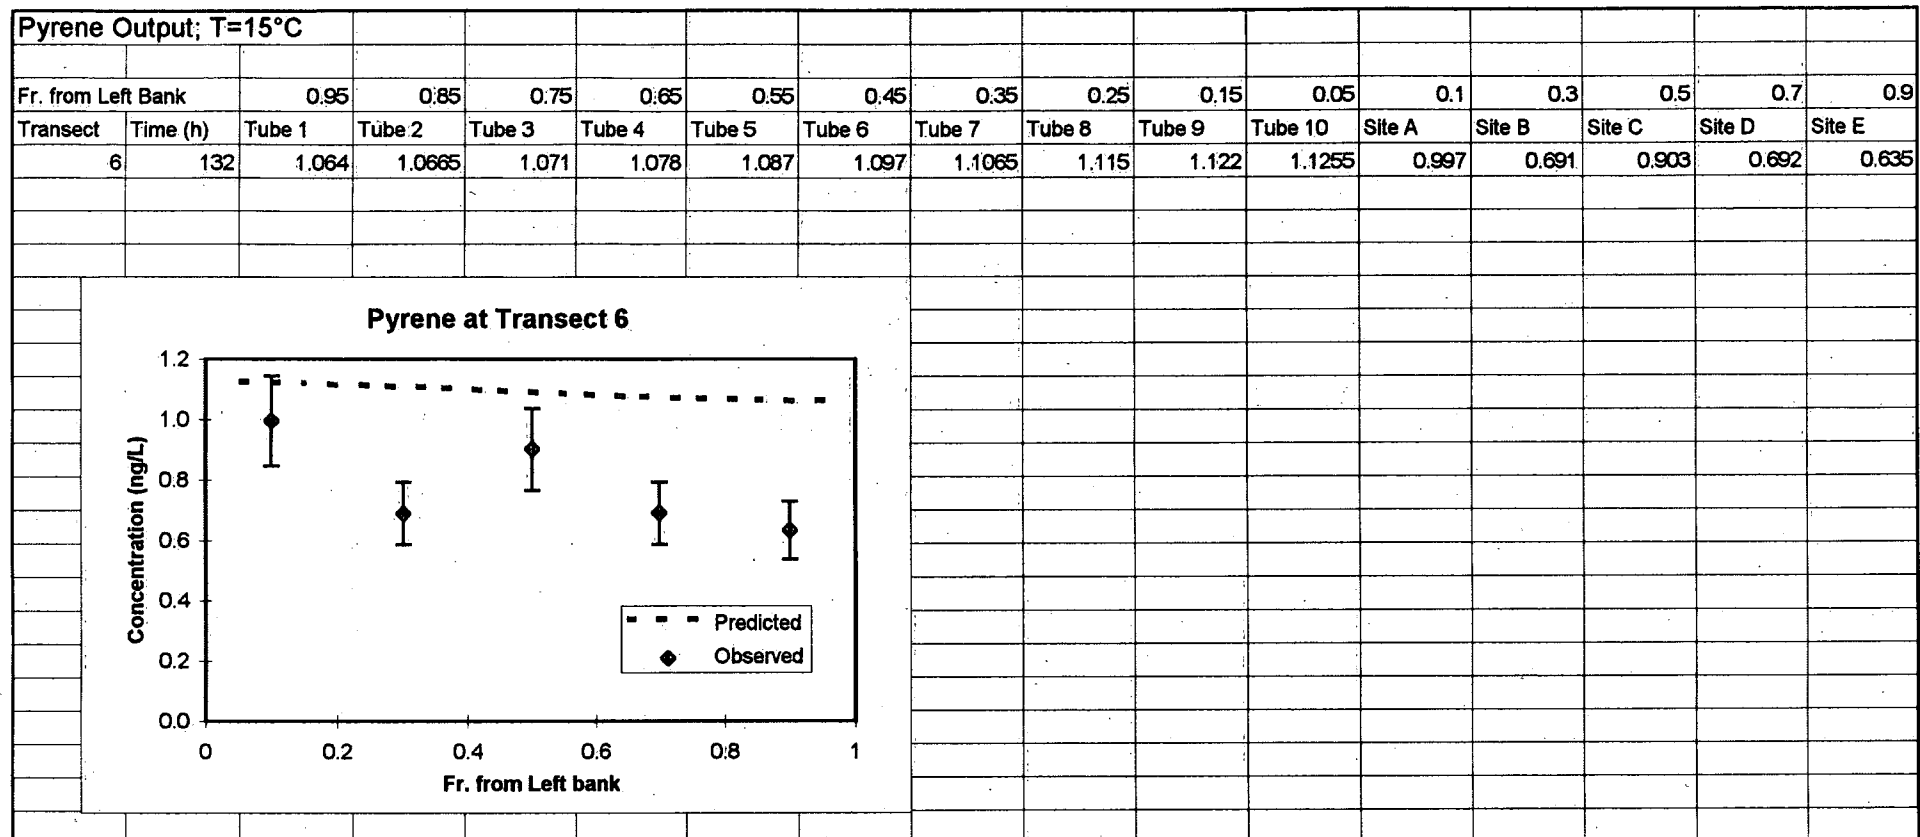 Pyrene Output; T=15°C
Fr. from Left Bank 0.95 0.85 0.75 0.65 0.55 0.45 0.35 0.25 0.15 0.05 0.1 0.3 0.5 0.7 0.9
Transect Time (h) Tube 1 Tube 2 Tube 3 Tube 4 Tube 5 Tube 6 Tube 7 Tube 8 Tube 9 Tube 10 Site A Site B Site C Site D Site E
6 132 1.064 1.0665 1.071 1.078 1.087 1.097 1.1065 1.115 1.122 1.1255 0.997 0.691 0.903 0.692 0.635
Pyrene at Transect 6
1.2
1.0
0.8
0.6
0.4
0.2
0.0
Concentration (ng/L)
Predicted
Observed
0 0.2 0.4 0.6 0.8 1
Fr. from Left bank